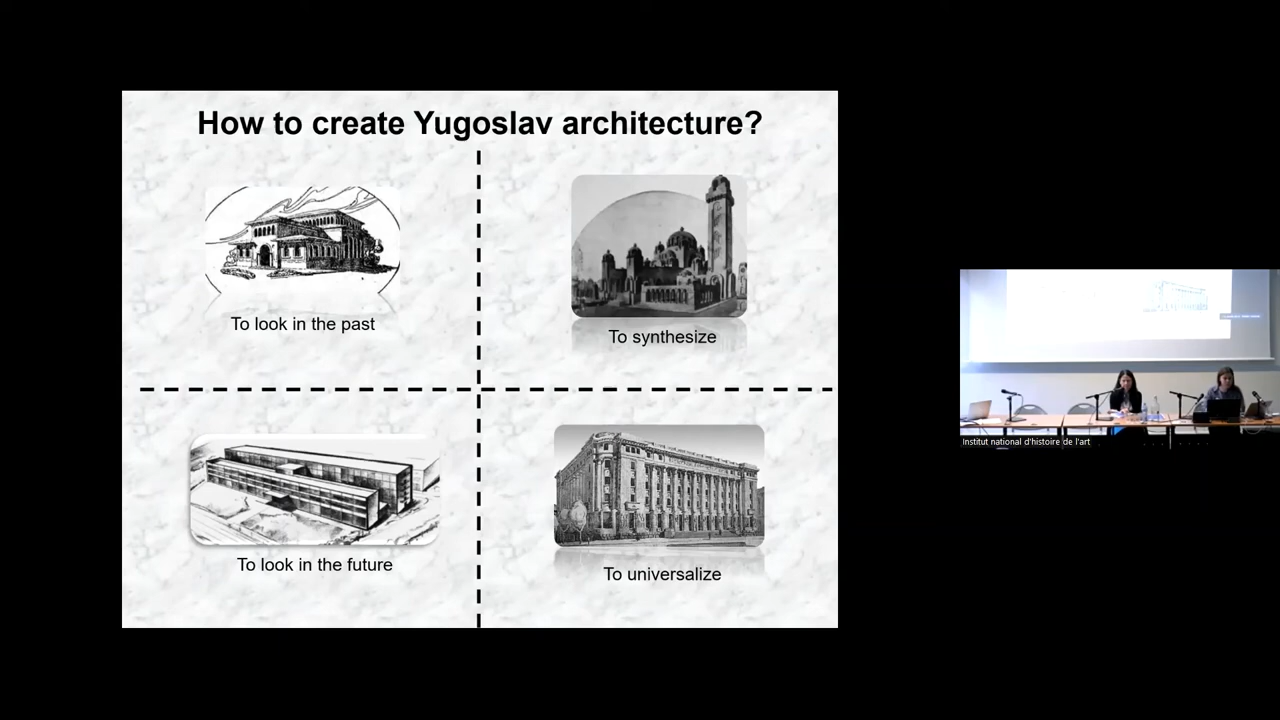 How to create Yugoslav architecture?
To look in the past
To synthesize
To look in the future
To universalize
Institut national d'histoire de l'art